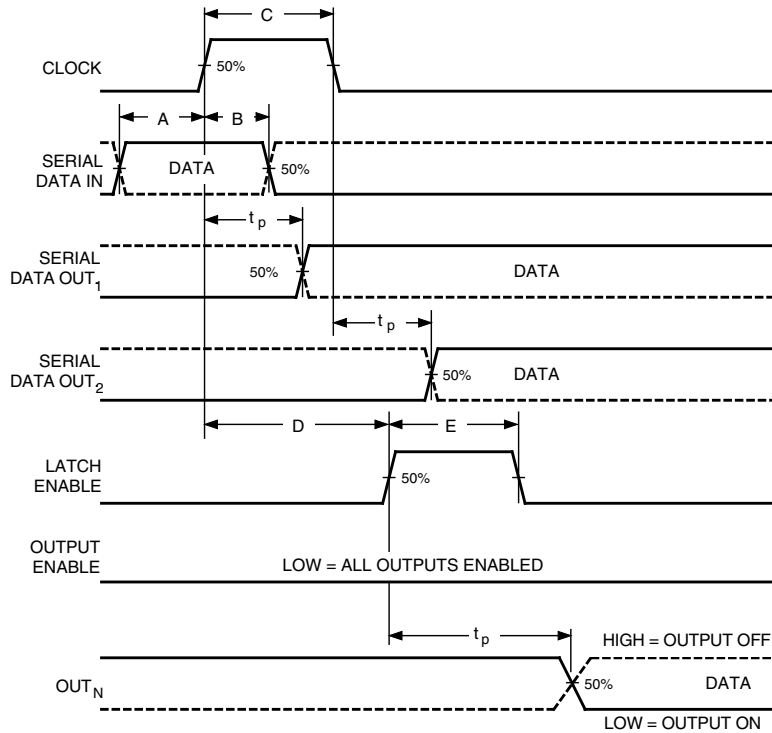 C
CLOCK
50%
A
B
SERIAL
DATA IN
DATA
50%
t p
SERIAL
DATA OUT1
50%
DATA
t p
SERIAL
DATA OUT2
50%
DATA
D
E
LATCH
ENABLE
50%
OUTPUT
ENABLE
LOW = ALL OUTPUTS ENABLED
t p
HIGH = OUTPUT OFF
OUTN
50%
DATA
LOW = OUTPUT ON